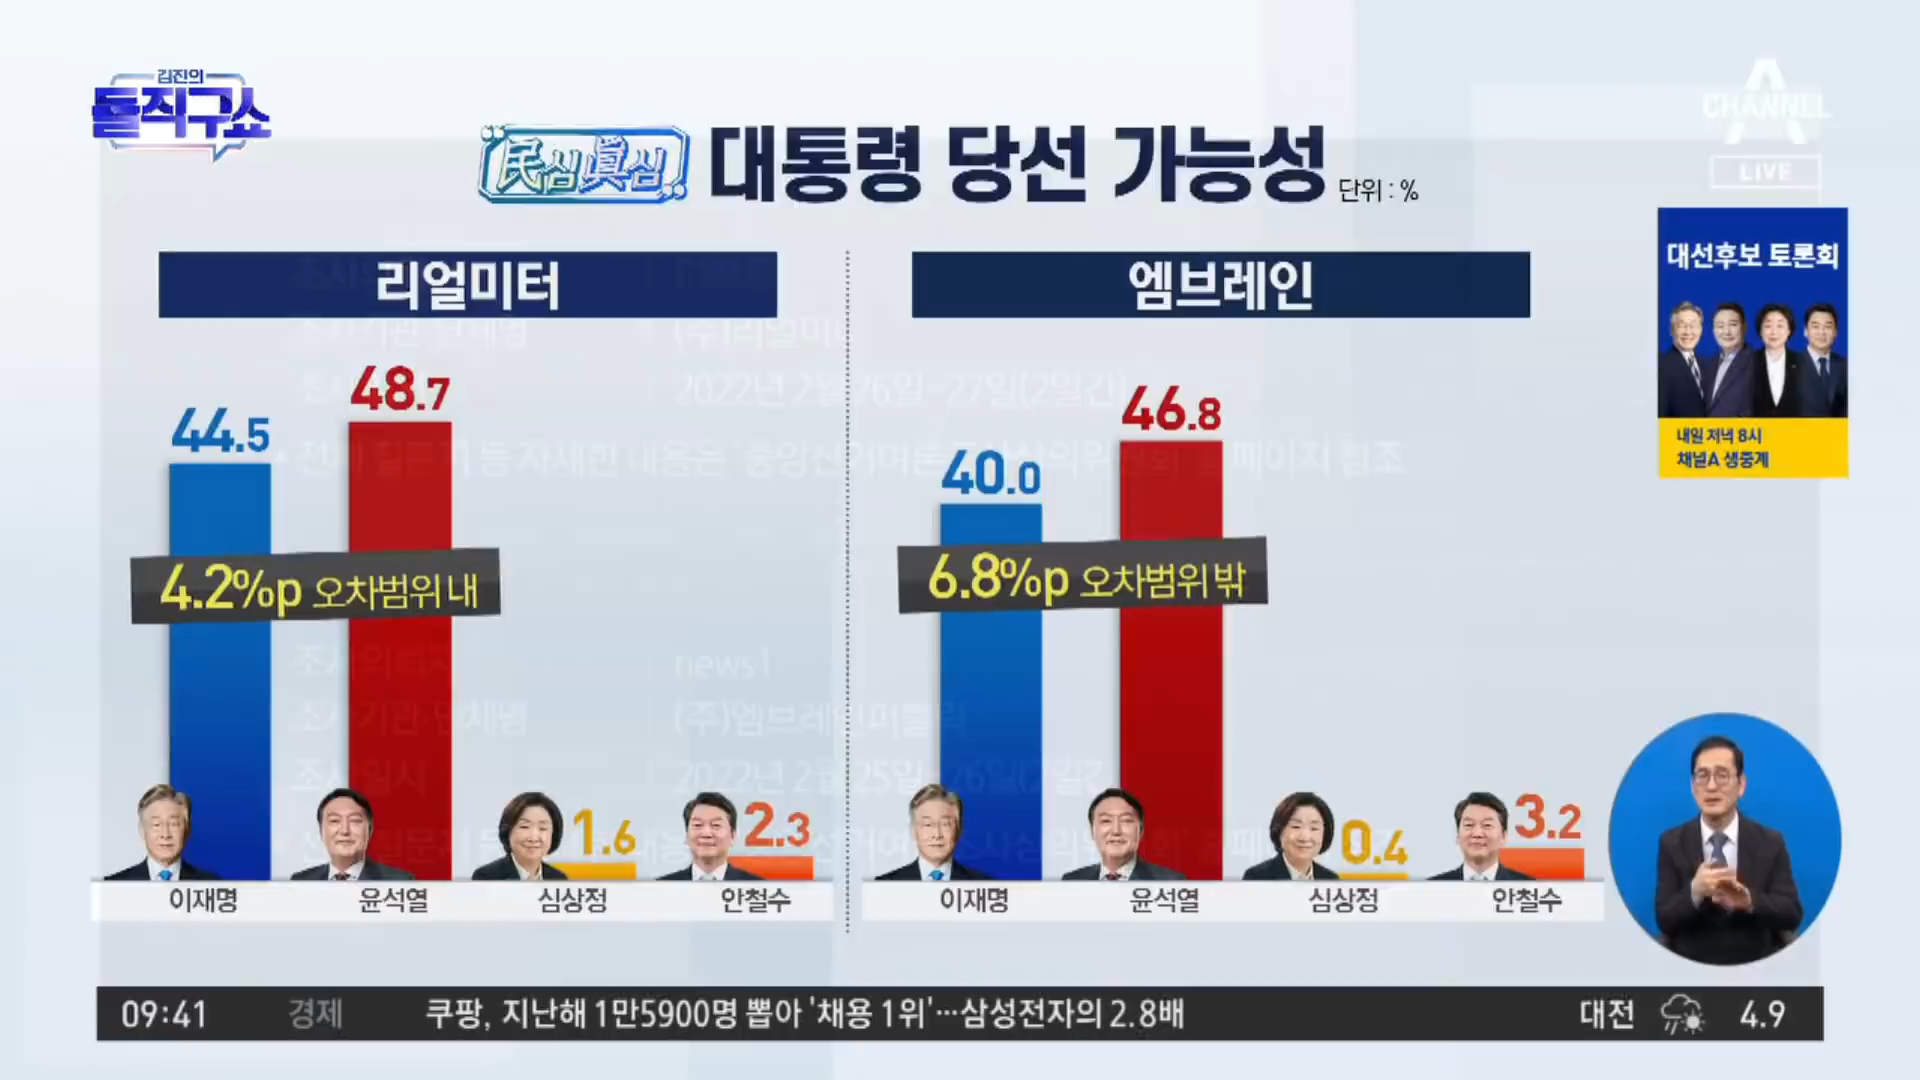 김진의
돌직구쇼
CHANNEL A
LIVE
"民심眞심"
대통령 당선 가능성 단위 : %
대선후보 토론회
내일 저녁 8시
채널A 생중계
리얼미터
44.5
48.7
4.2%p 오차범위 내
1.6
2.3
이재명
윤석열
심상정
안철수
엠브레인
40.0
46.8
6.8%p 오차범위 밖
0.4
3.2
이재명
윤석열
심상정
안철수
news1
09:41 경제 쿠팡, 지난해 1만5900명 뽑아 '채용 1위'…삼성전자의 2.8배 대전 4.9